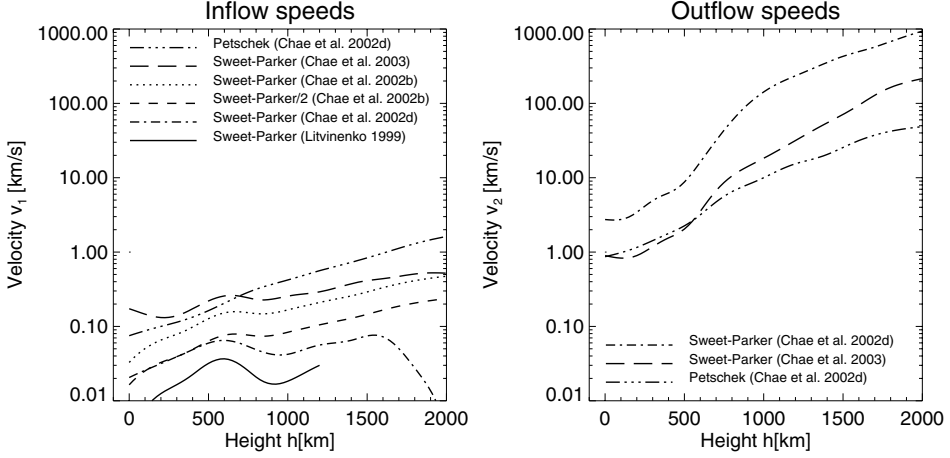 Inflow speeds
1000.00
100.00
10.00
1.00
0.10
0.01
Velocity v₁ [km/s]
Petschek (Chae et al. 2002d)
Sweet-Parker (Chae et al. 2003)
Sweet-Parker (Chae et al. 2002b)
Sweet-Parker/2 (Chae et al. 2002b)
Sweet-Parker (Chae et al. 2002d)
Sweet-Parker (Litvinenko 1999)
0 500 1000 1500 2000
Height h[km]
Outflow speeds
1000.00
100.00
10.00
1.00
0.10
0.01
Velocity v₂ [km/s]
Sweet-Parker (Chae et al. 2002d)
Sweet-Parker (Chae et al. 2003)
Petschek (Chae et al. 2002d)
0 500 1000 1500 2000
Height h[km]